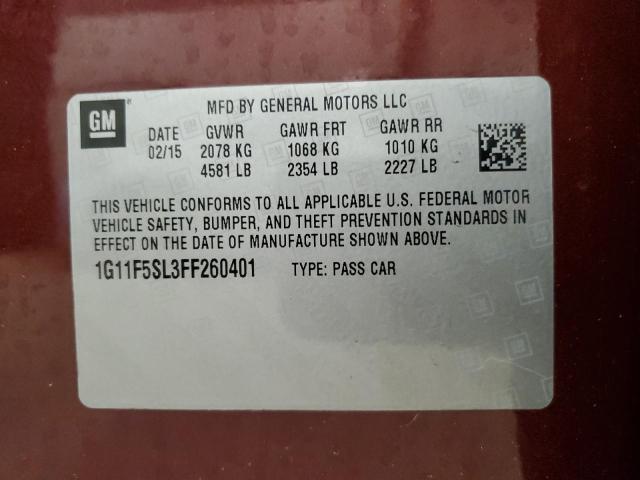 GM
MFD BY GENERAL MOTORS LLC
DATE GVWR GAWR FRT GAWR RR
02/15 2078 KG 1068 KG 1010 KG
4581 LB 2354 LB 2227 LB
THIS VEHICLE CONFORMS TO ALL APPLICABLE U.S. FEDERAL MOTOR
VEHICLE SAFETY, BUMPER, AND THEFT PREVENTION STANDARDS IN
EFFECT ON THE DATE OF MANUFACTURE SHOWN ABOVE.
1G11F5SL3FF260401 TYPE: PASS CAR